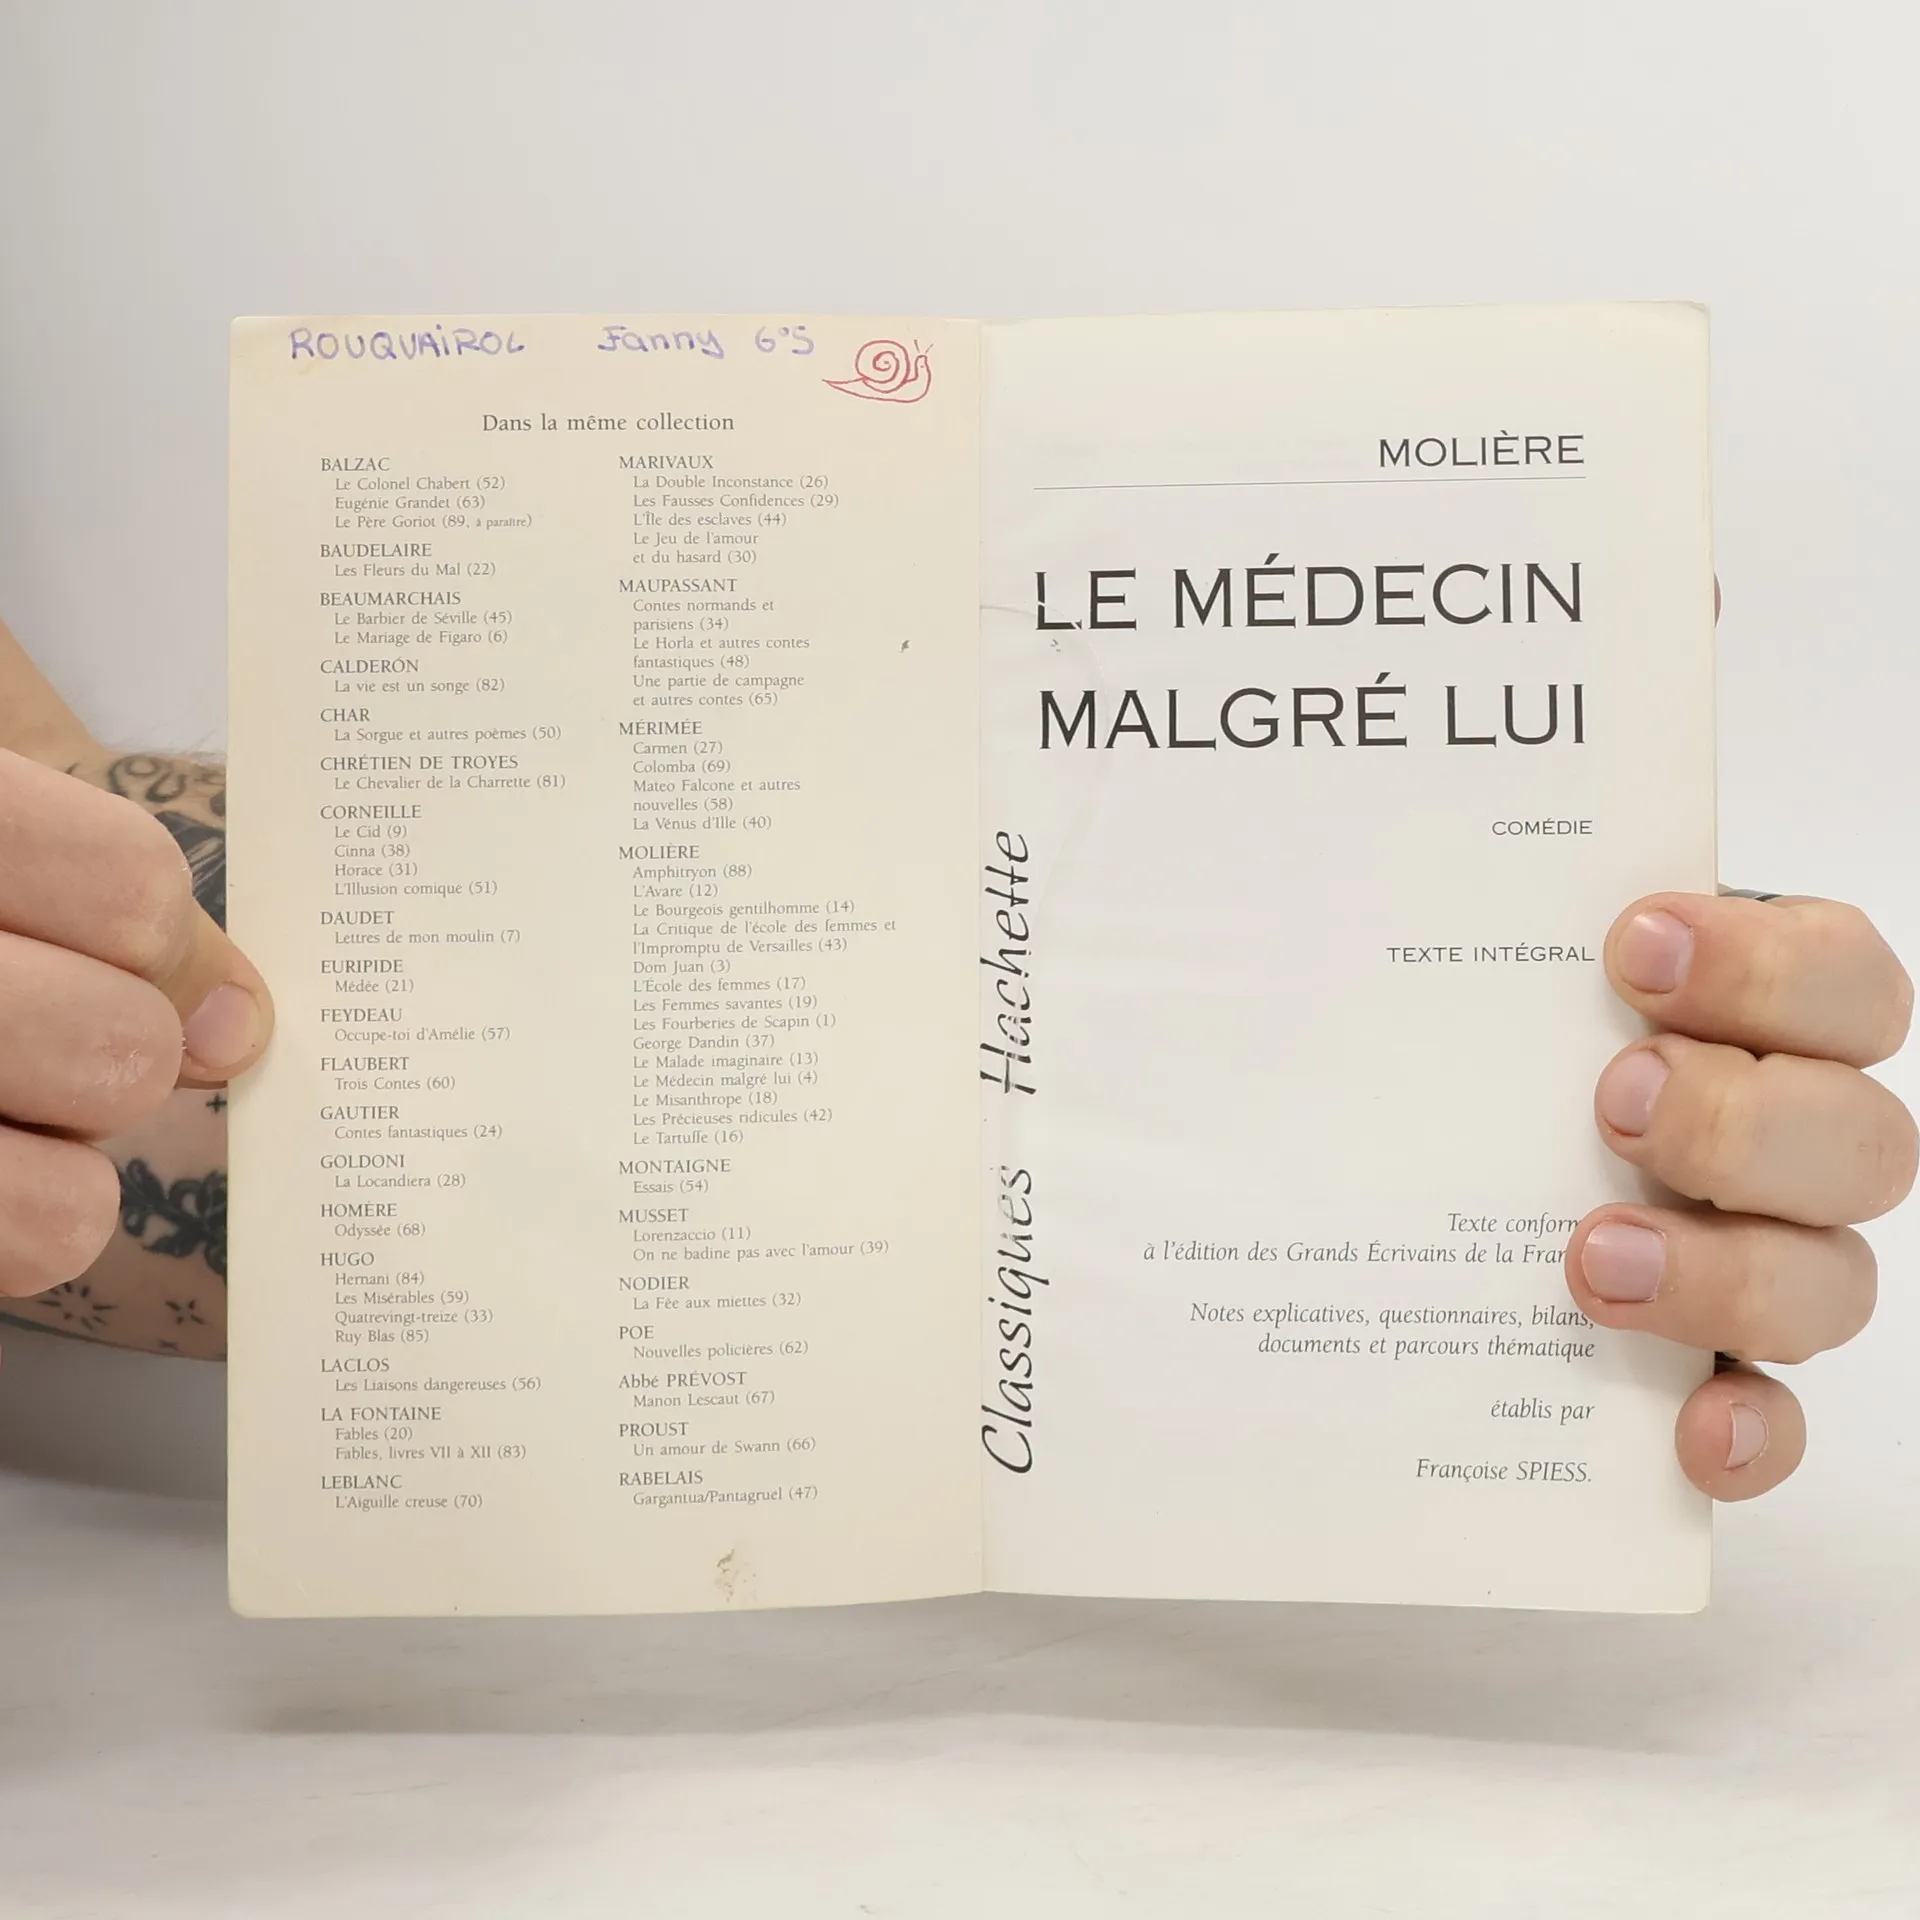 ROUQUAiROL Fanny 6°5
Dans la même collection
BALZAC
Le Colonel Chabert (52)
Eugénie Grandet (63)
Le Père Goriot (89, à paraître)
BAUDELAIRE
Les Fleurs du Mal (22)
BEAUMARCHAIS
Le Barbier de Séville (45)
Le Mariage de Figaro (6)
CALDERÓN
La vie est un songe (82)
CHAR
La Sorgue et autres poèmes (50)
CHRÉTIEN DE TROYES
Le Chevalier de la Charrette (81)
CORNEILLE
Le Cid (9)
Cinna (38)
Horace (31)
L'Illusion comique (51)
DAUDET
Lettres de mon moulin (7)
EURIPIDE
Médée (21)
FEYDEAU
Occupe-toi d'Amélie (57)
FLAUBERT
Trois Contes (60)
GAUTIER
Contes fantastiques (24)
GOLDONI
La Locandiera (28)
HOMÈRE
Odyssée (68)
HUGO
Hernani (84)
Les Misérables (59)
Quatrevingt-treize (33)
Ruy Blas (85)
LACLOS
Les Liaisons dangereuses (56)
LA FONTAINE
Fables (20)
Fables, livres VII à XII (83)
LEBLANC
L'Aiguille creuse (70)
MARIVAUX
La Double Inconstance (26)
Les Fausses Confidences (29)
L'Île des esclaves (44)
Le Jeu de l'amour
et du hasard (30)
MAUPASSANT
Contes normands et
parisiens (34)
Le Horla et autres contes
fantastiques (48)
Une partie de campagne
et autres contes (65)
MÉRIMÉE
Carmen (27)
Colomba (69)
Mateo Falcone et autres
nouvelles (58)
La Vénus d'Ille (40)
MOLIÈRE
Amphitryon (88)
L'Avare (12)
Le Bourgeois gentilhomme (14)
La Critique de l'école des femmes et
l'Impromptu de Versailles (43)
Dom Juan (3)
L'École des femmes (17)
Les Femmes savantes (19)
Les Fourberies de Scapin (1)
George Dandin (37)
Le Malade imaginaire (13)
Le Médecin malgré lui (4)
Le Misanthrope (18)
Les Précieuses ridicules (42)
Le Tartuffe (16)
MONTAIGNE
Essais (54)
MUSSET
Lorenzaccio (11)
On ne badine pas avec l'amour (39)
NODIER
La Fée aux miettes (32)
POE
Nouvelles policières (62)
Abbé PRÉVOST
Manon Lescaut (67)
PROUST
Un amour de Swann (66)
RABELAIS
Gargantua/Pantagruel (47)
Classiques Hachette
MOLIÈRE
LE MÉDECIN
MALGRÉ LUI
COMÉDIE
TEXTE INTÉGRAL
Texte
à l'édition des Grands Écrivains de la
Notes explicatives, questionnaires, bilans,
documents et parcours thématique
établis par
Françoise SPIESS.